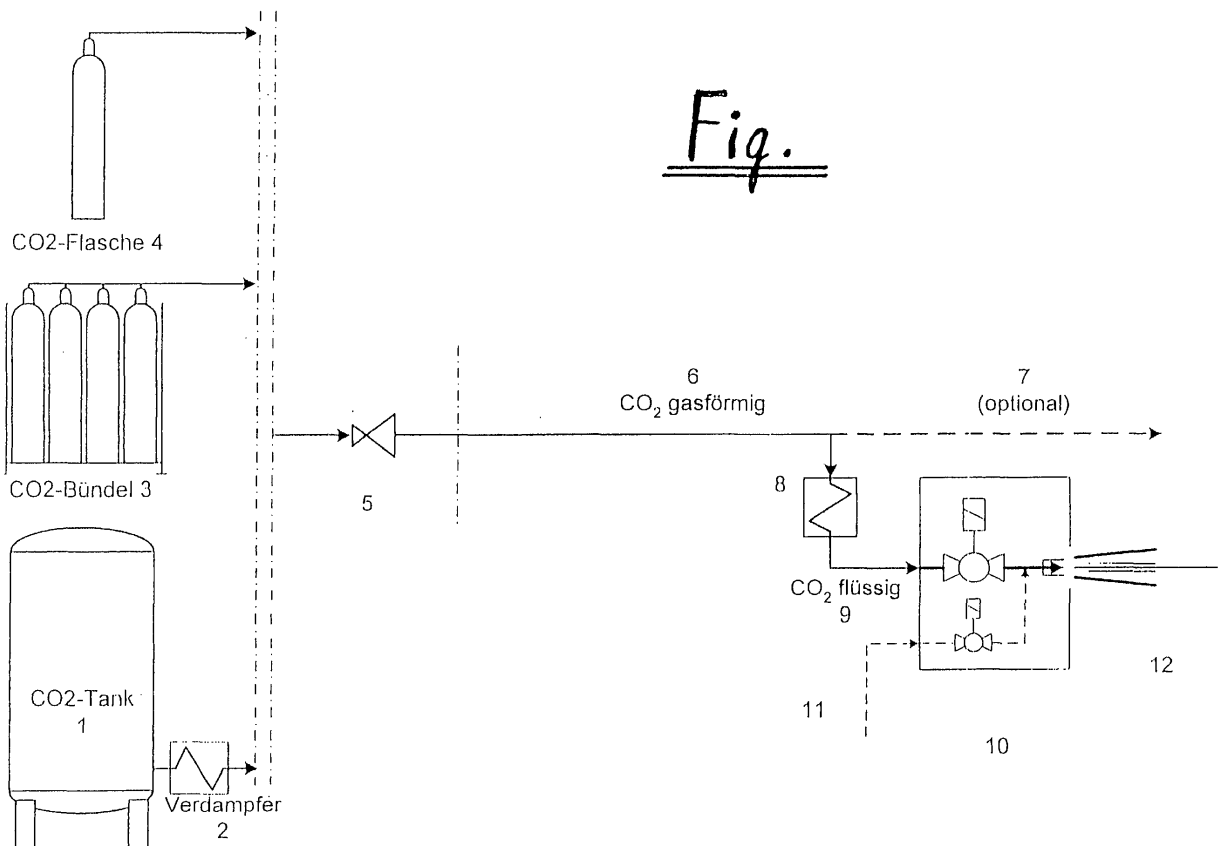 Fig.
CO2-Flasche 4
CO2-Bündel 3
CO2-Tank
1
Verdampfer
2
5
6
CO₂ gasförmig
7
(optional)
8
CO₂ flüssig
9
10
11
12